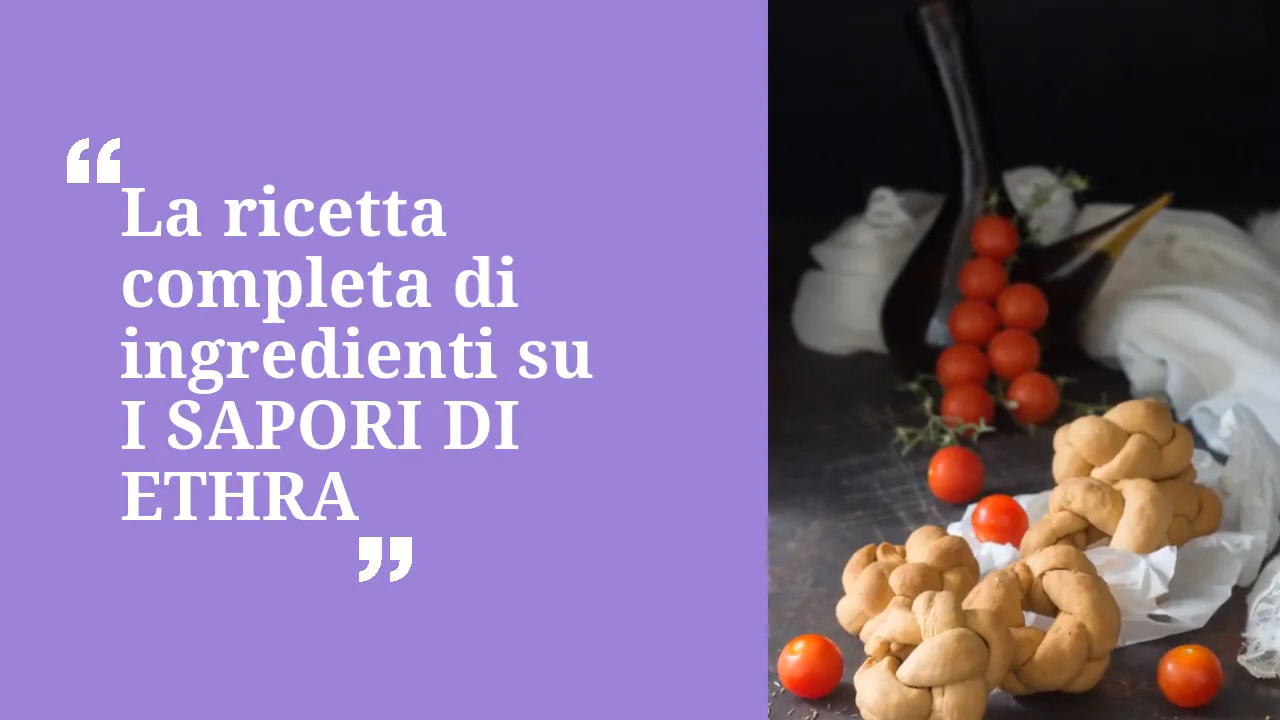 “La ricetta
completa di
ingredienti su
I SAPORI DI
ETHRA”